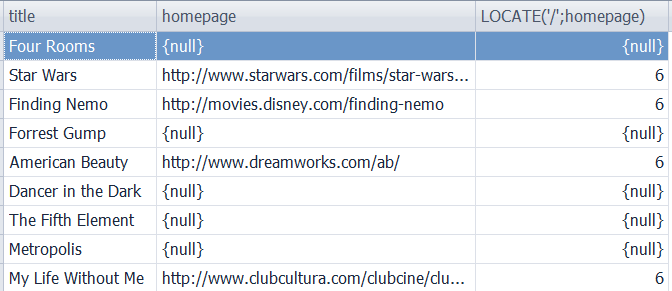 title homepage LOCATE('/';homepage)
Four Rooms {null} {null}
Star Wars http://www.starwars.com/films/star-wars... 6
Finding Nemo http://movies.disney.com/finding-nemo 6
Forrest Gump {null} {null}
American Beauty http://www.dreamworks.com/ab/ 6
Dancer in the Dark {null} {null}
The Fifth Element {null} {null}
Metropolis {null} {null}
My Life Without Me http://www.clubcultura.com/clubcine/clu... 6